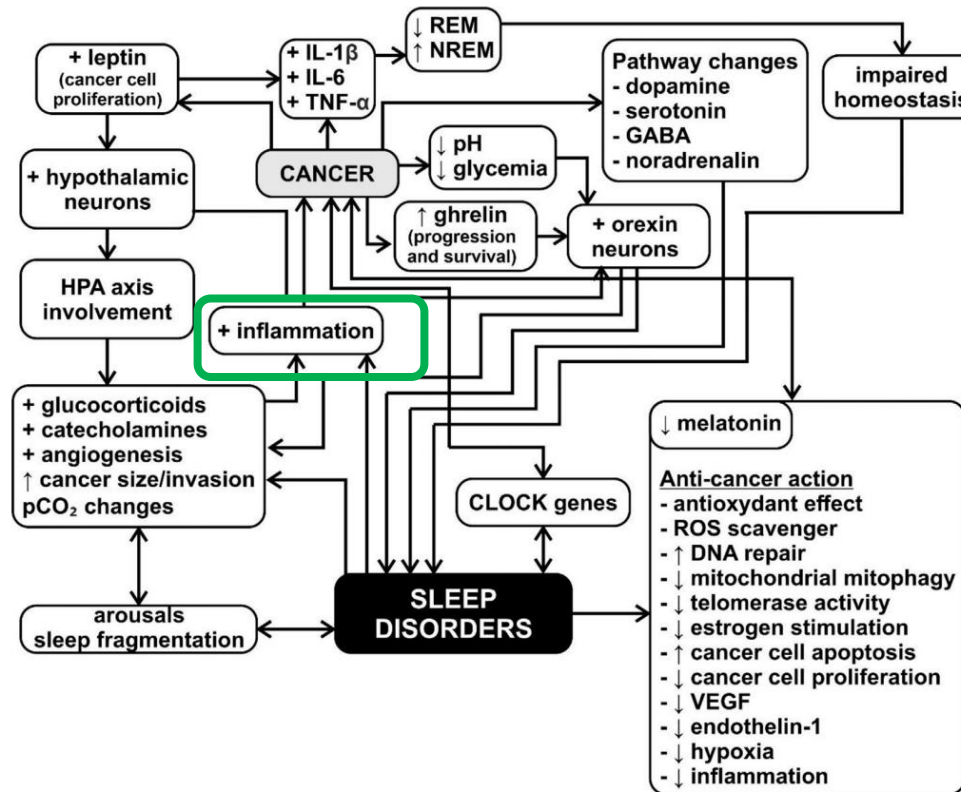 + leptin
(cancer cell
proliferation)
+ IL-1β
+ IL-6
+ TNF-α
↓ REM
↑ NREM
Pathway changes
- dopamine
- serotonin
- GABA
- noradrenalin
impaired
homeostasis
CANCER
↓ pH
↓ glycemia
+ hypothalamic
neurons
↑ ghrelin
(progression
and survival)
+ orexin
neurons
HPA axis
involvement
+ inflammation
+ glucocorticoids
+ catecholamines
+ angiogenesis
↑ cancer size/invasion
pCO₂ changes
CLOCK genes
arousals
sleep fragmentation
SLEEP
DISORDERS
↓ melatonin
Anti-cancer action
- antioxydant effect
- ROS scavenger
- ↑ DNA repair
- ↓ mitochondrial mitophagy
- ↓ telomerase activity
- ↓ estrogen stimulation
- ↑ cancer cell apoptosis
- ↓ cancer cell proliferation
- ↓ VEGF
- ↓ endothelin-1
- ↓ hypoxia
- ↓ inflammation